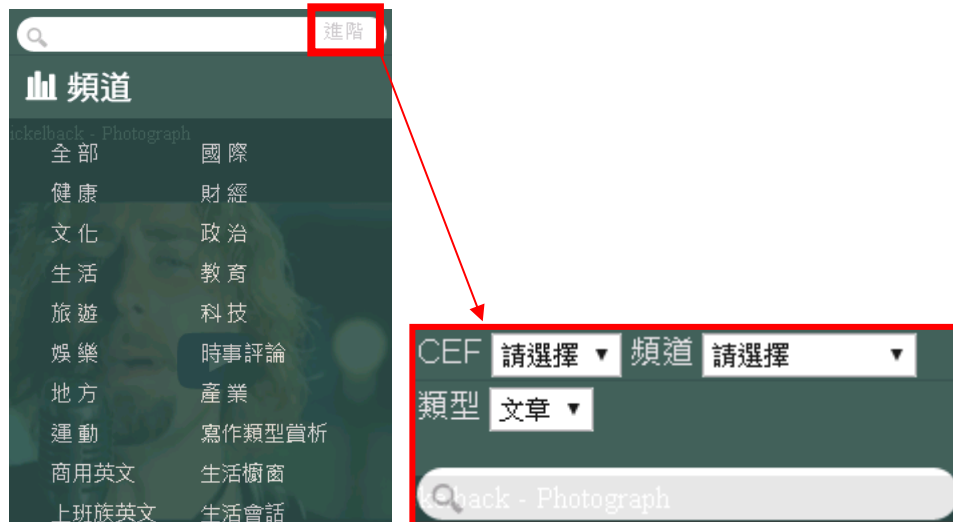 進階
頻道
ickelback - Photograph
全部 國際
健康 財經
文化 政治
生活 教育
旅遊 科技
娛樂 時事評論
地方 產業
運動 寫作類型賞析
商用英文 生活櫥窗
上班族英文 生活會話
CEF 請選擇 頻道 請選擇
類型 文章
kelback - Photograph